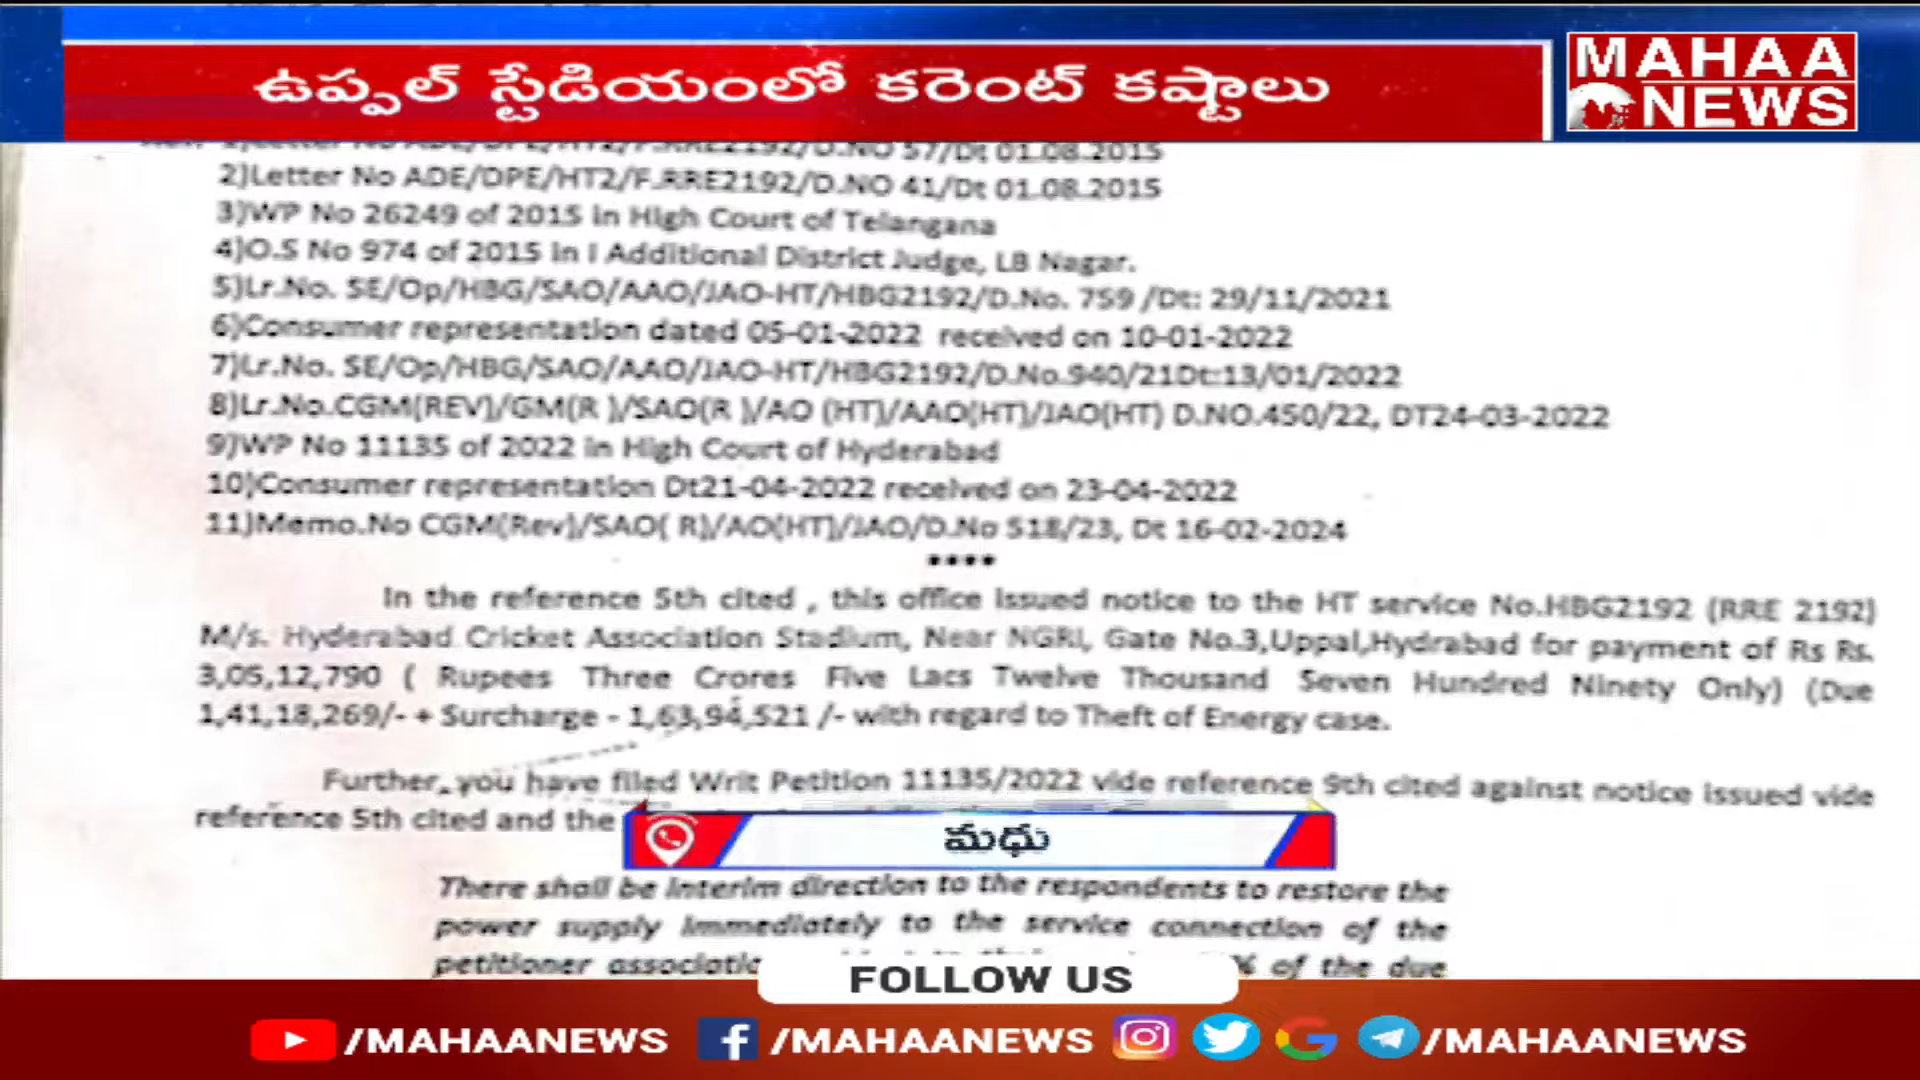 ఉప్పల్ స్టేడియంలో కరెంట్ కష్టాలు
MAHAA
NEWS
1)Letter No ADE/DPE/HT2/F.RRE2192/D.NO 57/Dt 01.08.2015
2)Letter No ADE/DPE/HT2/F.RRE2192/D.NO 41/Dt 01.08.2015
3)WP No 26249 of 2015 in High Court of Telangana
4)O.S No 974 of 2015 in I Additional District Judge, LB Nagar.
5)Lr.No. SE/Op/HBG/SAO/AAO/JAO-HT/HBG2192/D.No. 759 /Dt: 29/11/2021
6)Consumer representation dated 05-01-2022 received on 10-01-2022
7)Lr.No. SE/Op/HBG/SAO/AAO/JAO-HT/HBG2192/D.No.940/21Dt:13/01/2022
8)Lr.No.CGM(REV)/GM(R )/SAO(R )/AO (HT)/AAO(HT)/JAO(HT) D.NO.450/22, DT24-03-2022
9)WP No 11135 of 2022 in High Court of Hyderabad
10)Consumer representation Dt21-04-2022 received on 23-04-2022
11)Memo.No CGM(Rev)/SAO( R)/AO(HT)/JAO/D.No 518/23, Dt 16-02-2024
****
In the reference 5th cited , this office issued notice to the HT service No.HBG2192 (RRE 2192)
M/s. Hyderabad Cricket Association Stadium, Near NGRI, Gate No.3,Uppal,Hydrabad for payment of Rs Rs.
3,05,12,790 ( Rupees Three Crores Five Lacs Twelve Thousand Seven Hundred Ninety Only) (Due
1,41,18,269/- + Surcharge - 1,63,94,521 /- with regard to Theft of Energy case.
Further, you have filed Writ Petition 11135/2022 vide reference 9th cited against notice issued vide
reference 5th cited and the
మధు
There shall be interim direction to the respondents to restore the
power supply immediately to the service connection of the
petitioner % of the due
FOLLOW US
/MAHAANEWS /MAHAANEWS /MAHAANEWS